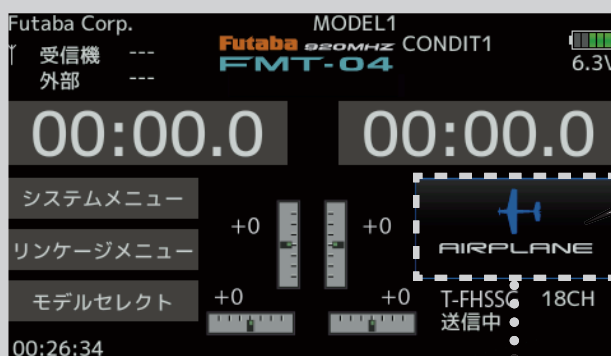 Futaba Corp.
MODEL1
受信機 ---
外部 ---
Futaba 920MHZ
FMT-04
CONDIT1
6.3V
00:00.0
00:00.0
システムメニュー
リンケージメニュー
モデルセレクト
+0
+0
+0
+0
AIRPLANE
T-FHSSG 18CH
送信中
00:26:34